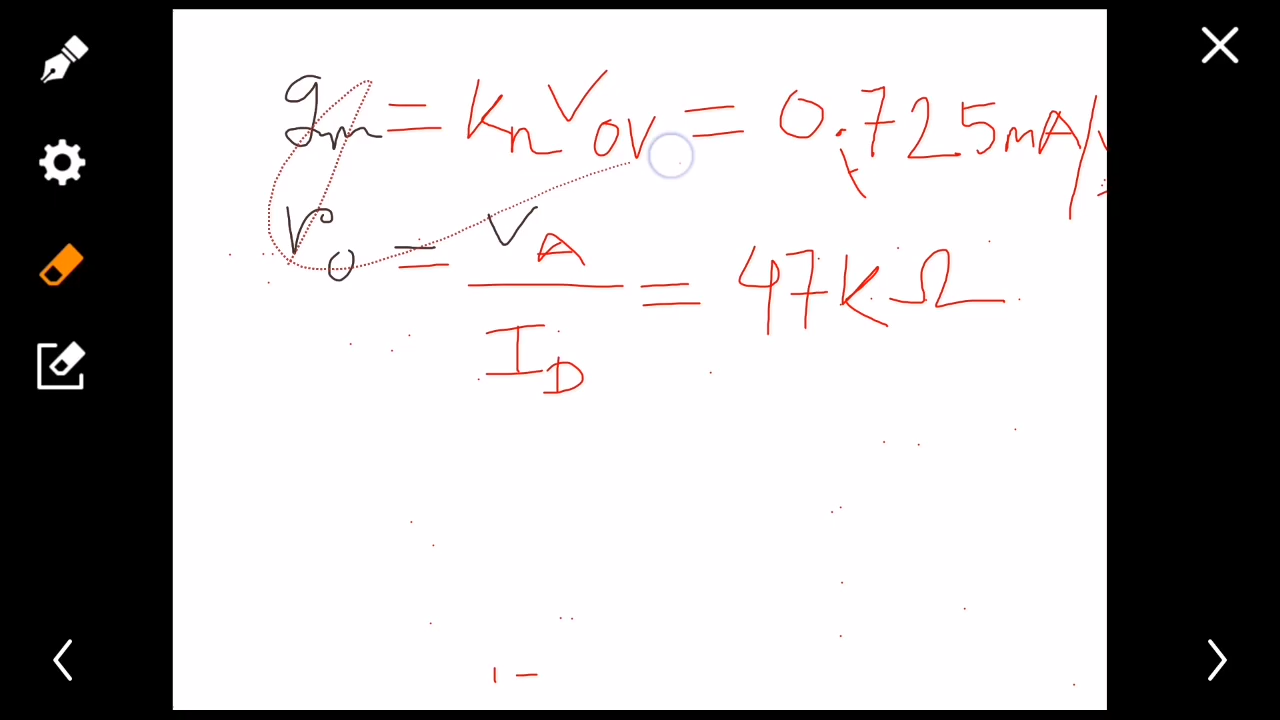 gm = kn VOV = 0.725mA/V
ro = VA / ID = 47kΩ